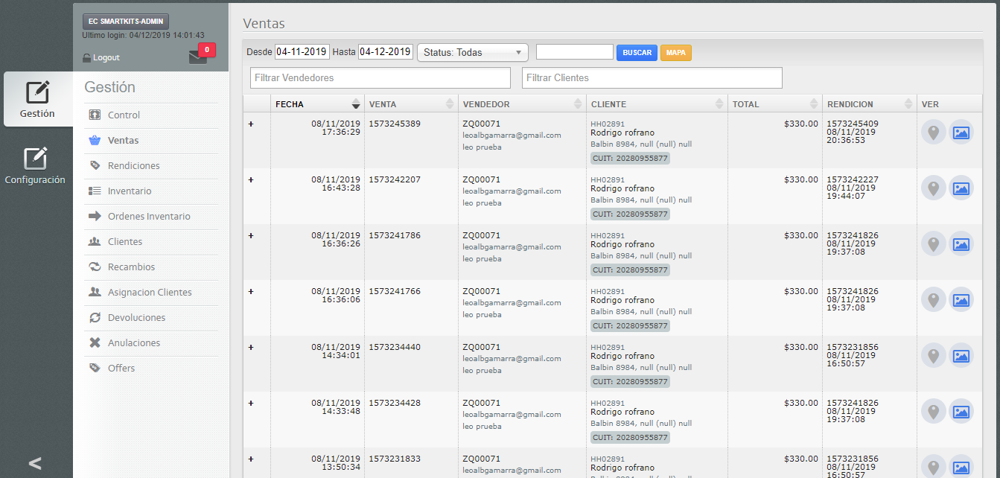 EC SMARTKITS-ADMIN
Ultimo login: 04/12/2019 14:01:43
Logout
0
Gestión
Configuración
<
Gestión
Control
Ventas
Rendiciones
Inventario
Ordenes Inventario
Clientes
Recambios
Asignacion Clientes
Devoluciones
Anulaciones
Offers
Ventas
Desde 04-11-2019 Hasta 04-12-2019 Status: Todas BUSCAR MAPA
Filtrar Vendedores Filtrar Clientes
FECHA VENTA VENDEDOR CLIENTE TOTAL RENDICION VER
+ 08/11/2019 17:36:29 1573245389 ZQ00071 leoalbgamarra@gmail.com leo prueba HH02891 Rodrigo rofrano Balbin 8984, null (null) null CUIT: 20280955877 $330.00 1573245409 08/11/2019 20:36:53
+ 08/11/2019 16:43:28 1573242207 ZQ00071 leoalbgamarra@gmail.com leo prueba HH02891 Rodrigo rofrano Balbin 8984, null (null) null CUIT: 20280955877 $330.00 1573242227 08/11/2019 19:44:07
+ 08/11/2019 16:36:26 1573241786 ZQ00071 leoalbgamarra@gmail.com leo prueba HH02891 Rodrigo rofrano Balbin 8984, null (null) null CUIT: 20280955877 $330.00 1573241826 08/11/2019 19:37:08
+ 08/11/2019 16:36:06 1573241766 ZQ00071 leoalbgamarra@gmail.com leo prueba HH02891 Rodrigo rofrano Balbin 8984, null (null) null CUIT: 20280955877 $330.00 1573241826 08/11/2019 19:37:08
+ 08/11/2019 14:34:01 1573234440 ZQ00071 leoalbgamarra@gmail.com leo prueba HH02891 Rodrigo rofrano Balbin 8984, null (null) null CUIT: 20280955877 $330.00 1573231856 08/11/2019 16:50:57
+ 08/11/2019 14:33:48 1573234428 ZQ00071 leoalbgamarra@gmail.com leo prueba HH02891 Rodrigo rofrano Balbin 8984, null (null) null CUIT: 20280955877 $330.00 1573241826 08/11/2019 19:37:08
+ 08/11/2019 13:50:34 1573231833 ZQ00071 leoalbgamarra@gmail.com HH02891 Rodrigo rofrano $330.00 1573231856 08/11/2019 16:50:57